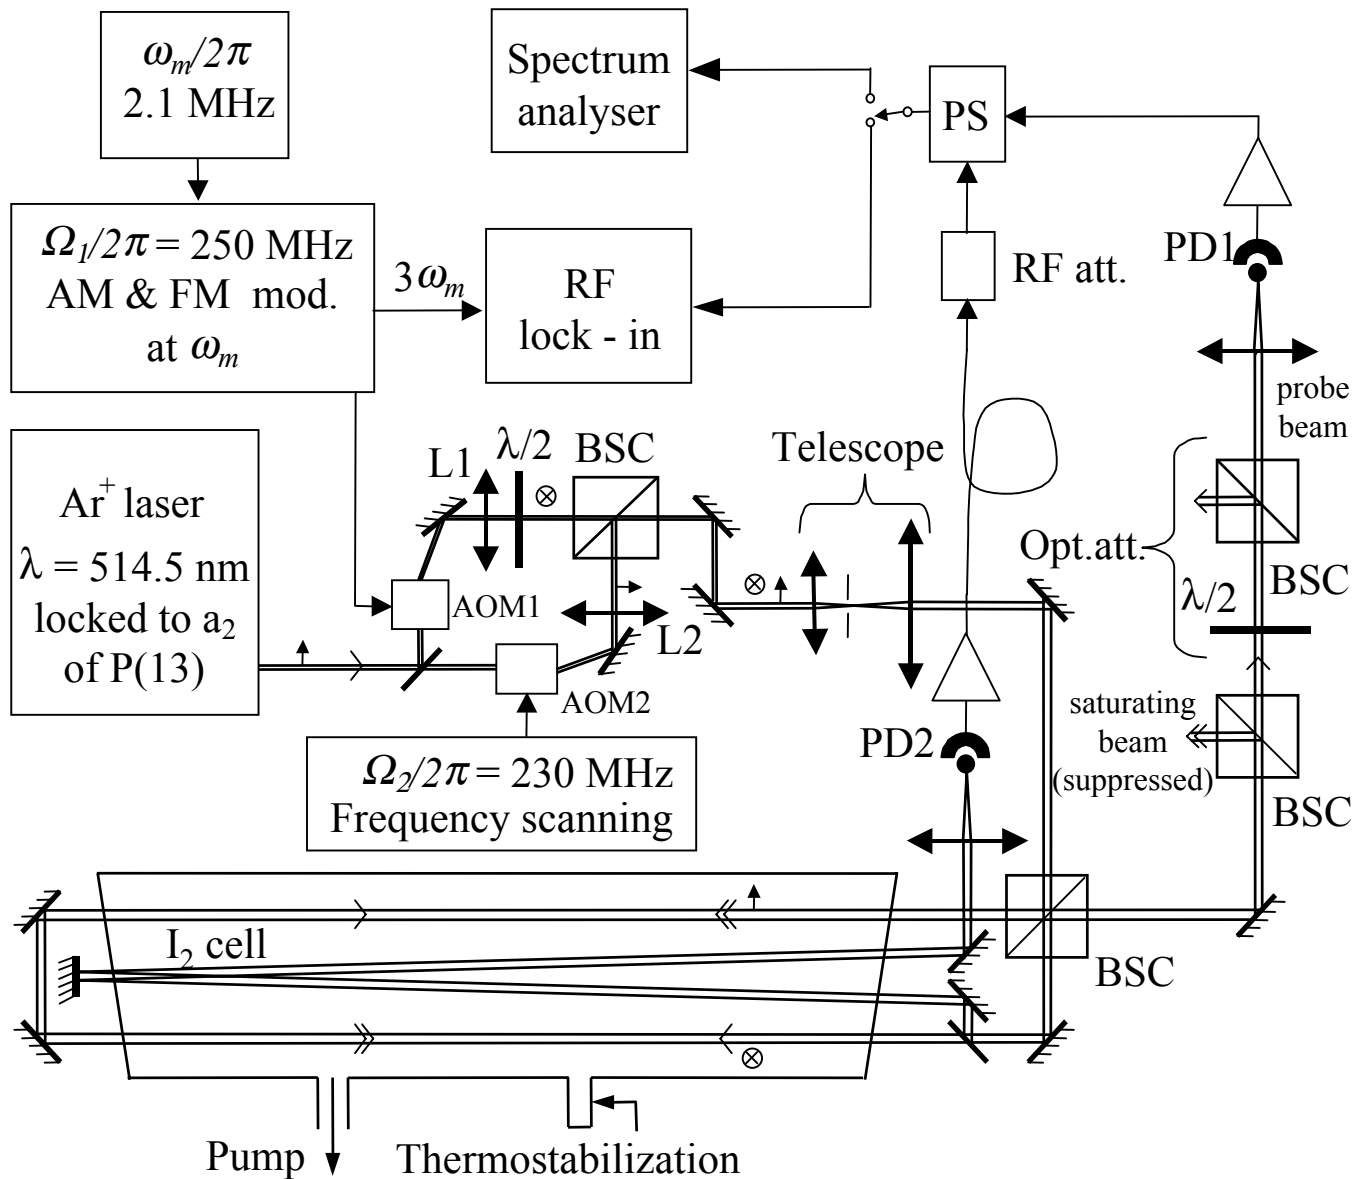 ωm/2π
2.1 MHz
Spectrum
analyser
PS
Ω1/2π = 250 MHz
AM & FM mod.
at ωm
3ωm
RF
lock - in
RF att.
PD1
probe
beam
Ar+ laser
λ = 514.5 nm
locked to a2
of P(13)
L1
λ/2
BSC
Telescope
Opt.att.
BSC
λ/2
AOM1
L2
AOM2
saturating
beam
(suppressed)
PD2
BSC
Ω2/2π = 230 MHz
Frequency scanning
I2 cell
BSC
Pump
Thermostabilization